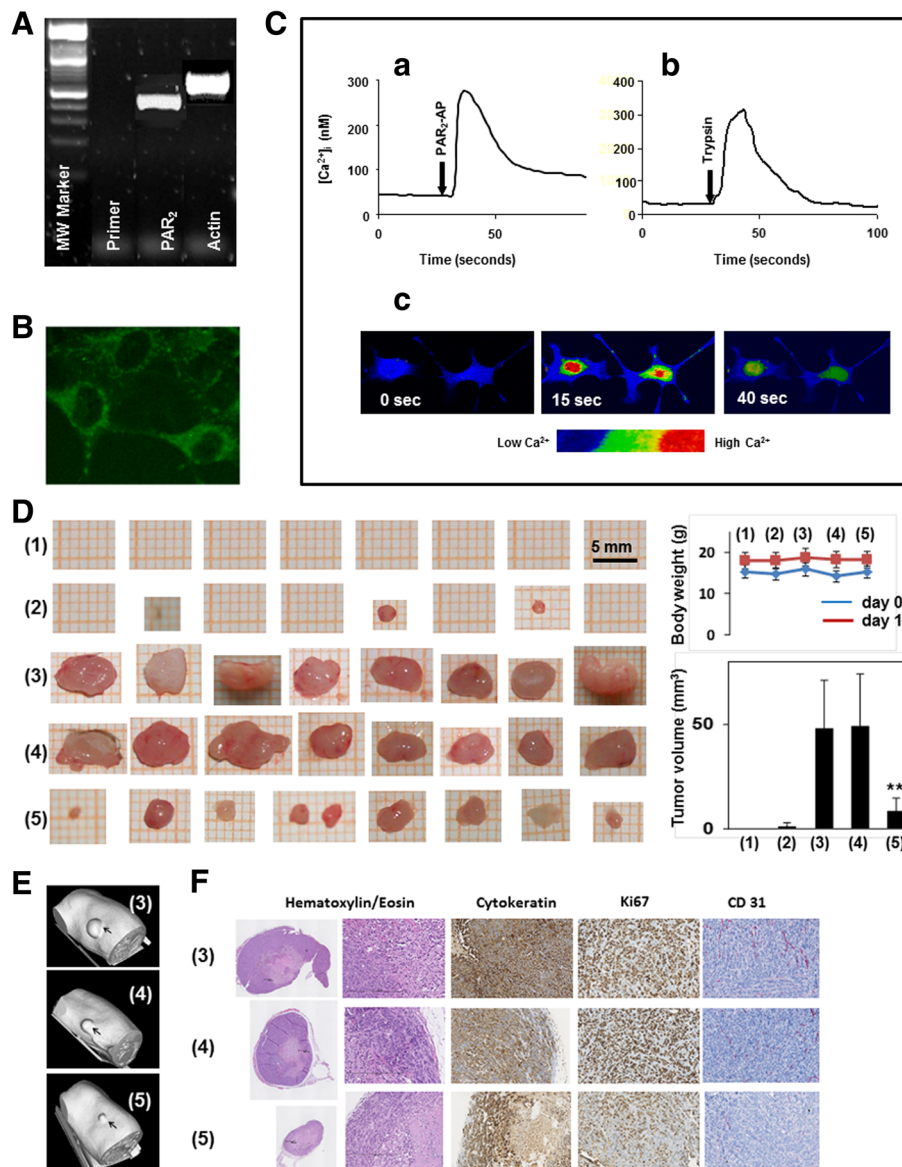 A
MW Marker
Primer
PAR₂
Actin
B
C
a
[Ca²⁺]ᵢ (nM)
300
200
100
0
PAR₂-AP
0
50
Time (seconds)
b
400
300
200
100
0
Trypsin
0
50
100
Time (seconds)
c
0 sec
15 sec
40 sec
Low Ca²⁺
High Ca²⁺
D
(1)
5 mm
(2)
(3)
(4)
(5)
Body weight (g)
20
10
0
(1) (2) (3) (4) (5)
day 0
day 1
Tumor volume (mm³)
50
0
**
(1) (2) (3) (4) (5)
E
(3)
(4)
(5)
F
Hematoxylin/Eosin Cytokeratin Ki67 CD 31
(3)
(4)
(5)